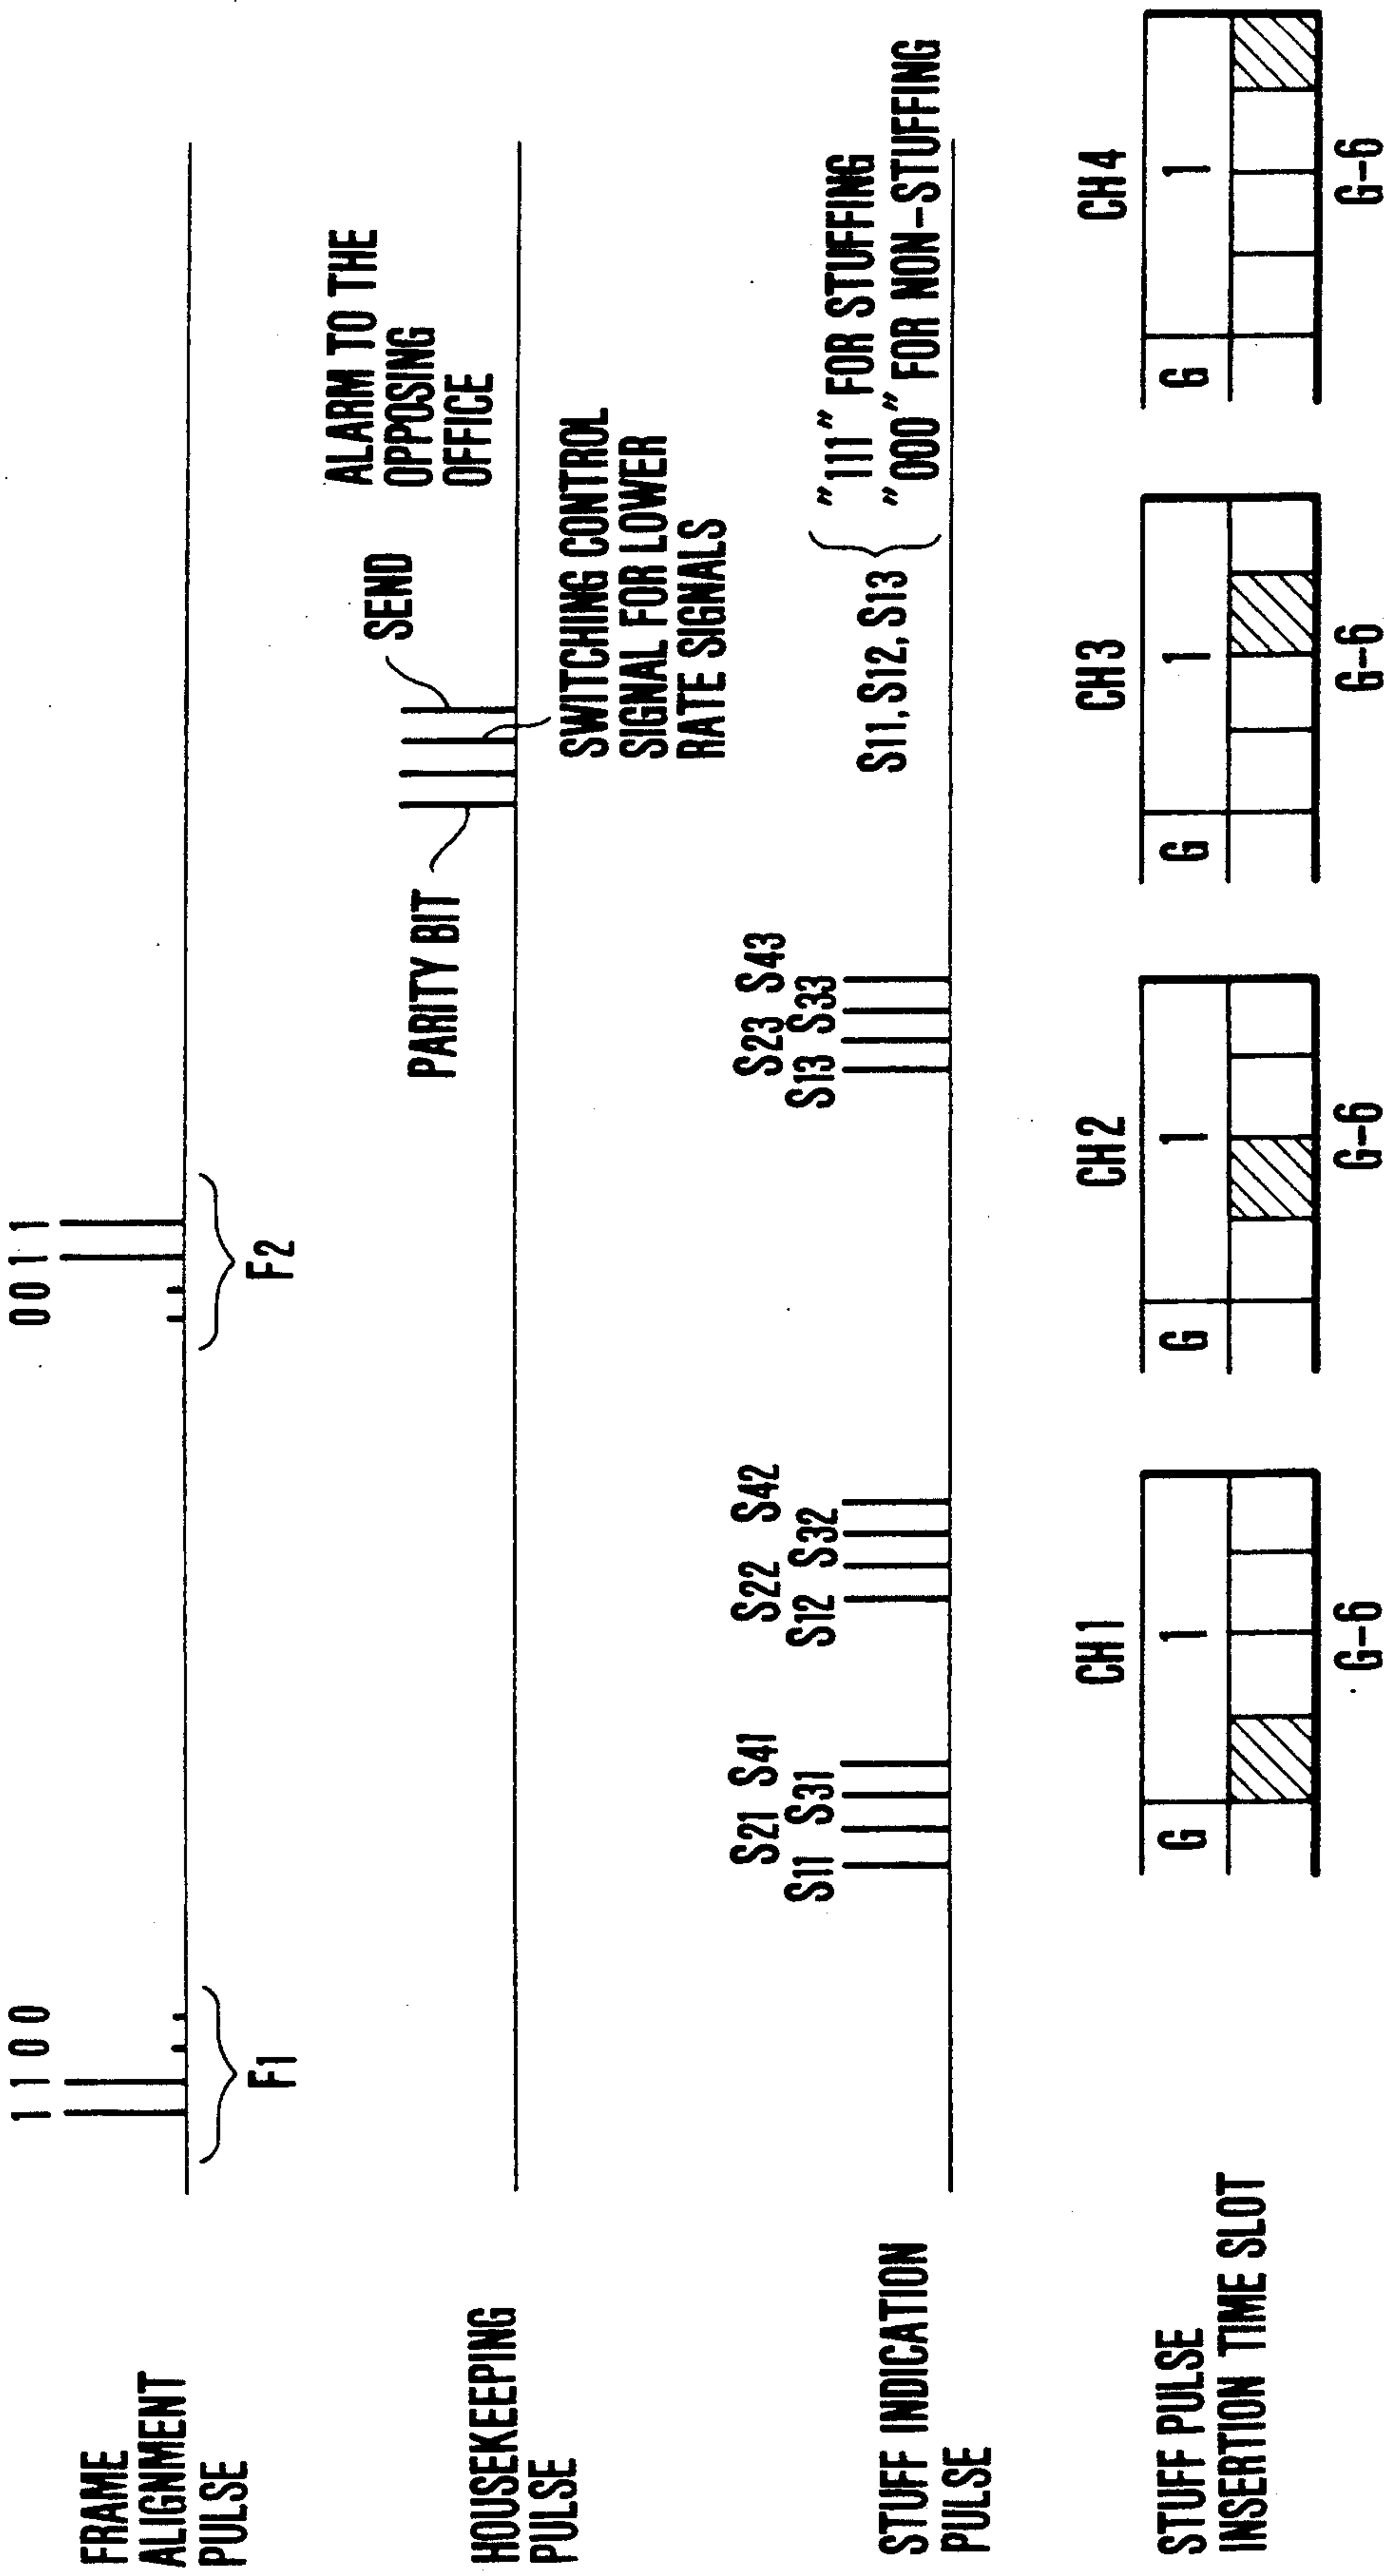 FRAME
ALIGNMENT
PULSE
1 1 0 0
F1
0 0 1 1
F2
HOUSEKEEPING
PULSE
PARITY BIT
SEND
ALARM TO THE
OPPOSING
OFFICE
SWITCHING CONTROL
SIGNAL FOR LOWER
RATE SIGNALS
STUFF INDICATION
PULSE
S21 S41
S11 S31
S22 S42
S12 S32
S23 S43
S13 S33
S11, S12, S13
"111" FOR STUFFING
"000" FOR NON-STUFFING
STUFF PULSE
INSERTION TIME SLOT
CH1
G 1
G-6
CH2
G 1
G-6
CH3
G 1
G-6
CH4
G 1
G-6